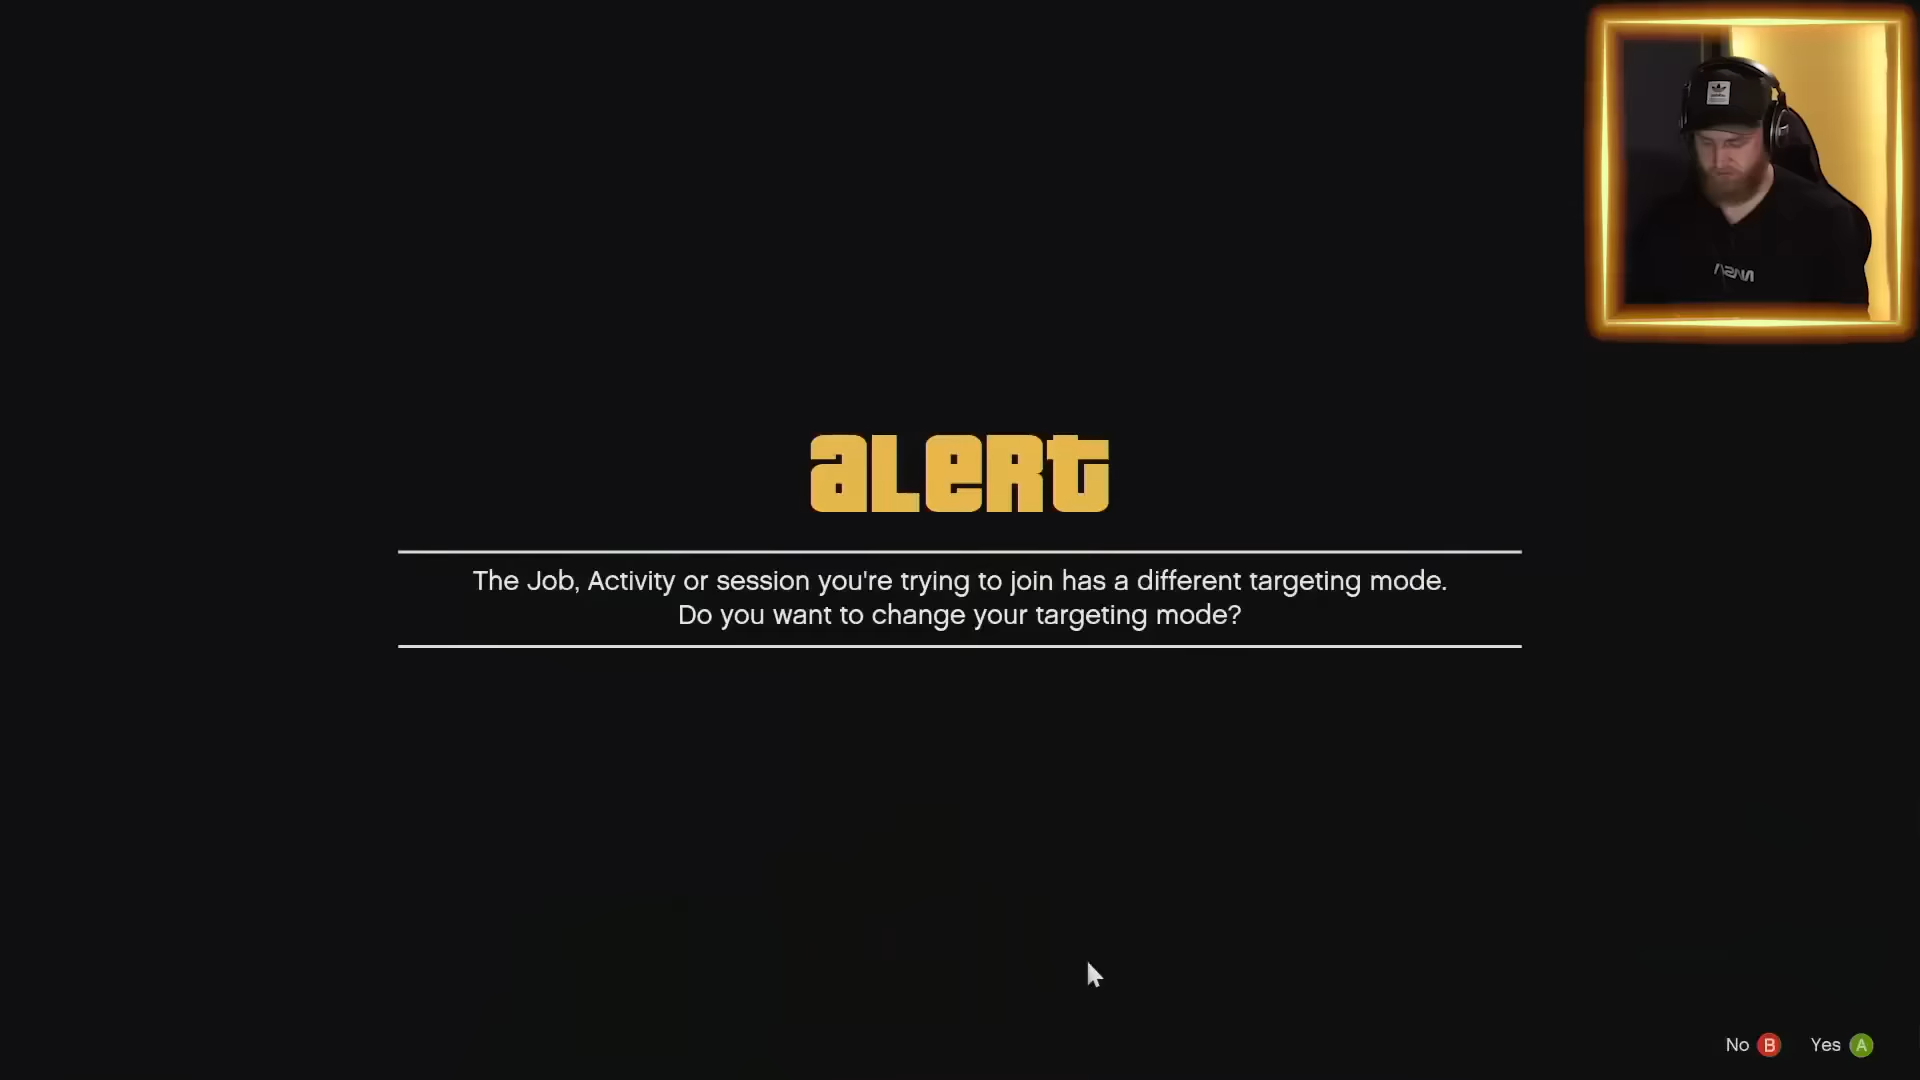 aLeRt
The Job, Activity or session you're trying to join has a different targeting mode.
Do you want to change your targeting mode?
No B Yes A